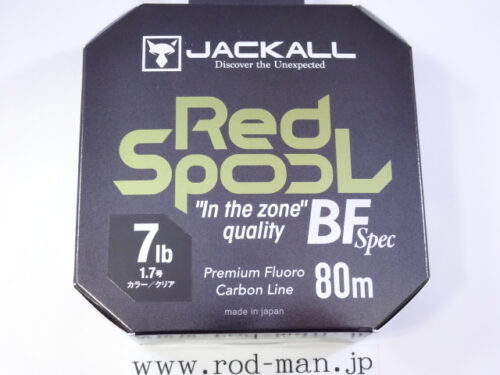 JACKALL
Discover the Unexpected
Red
SpooL
"In the zone"
quality
BF Spec
7lb
1.7号
カラー／クリア
Premium Fluoro
Carbon Line
80m
made in japan
www.rod-man.jp